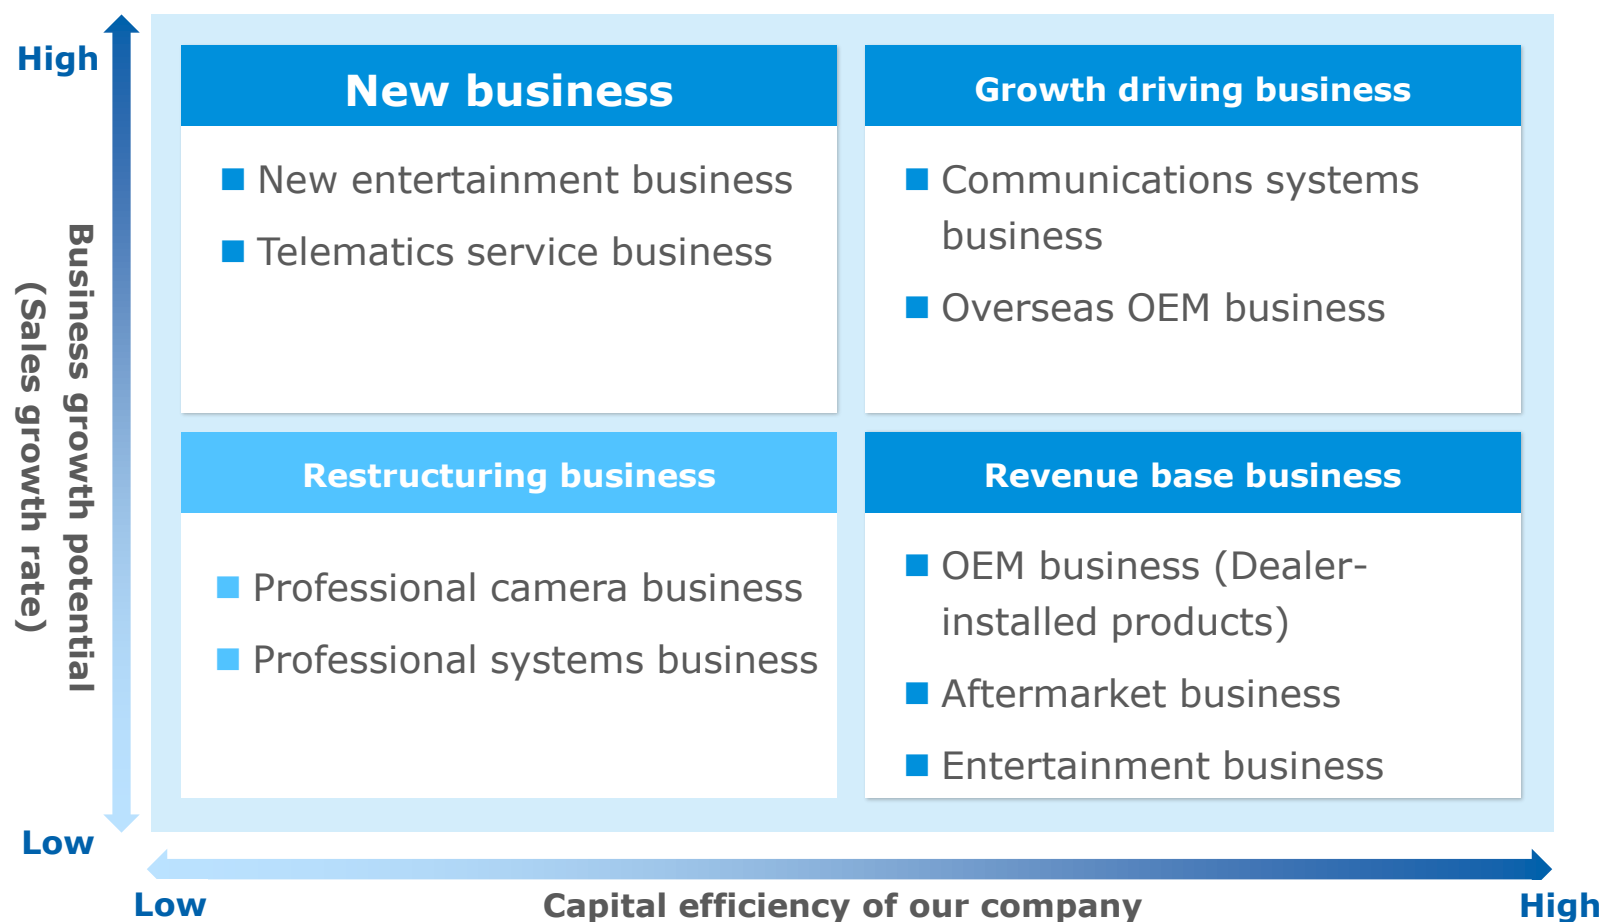 High
New business
New entertainment business
Telematics service business
Growth driving business
Communications systems
business
Overseas OEM business
Business growth potential
(Sales growth rate)
Restructuring business
Professional camera business
Professional systems business
Revenue base business
OEM business (Dealer-
installed products)
Aftermarket business
Entertainment business
Low
Low
Capital efficiency of our company
High